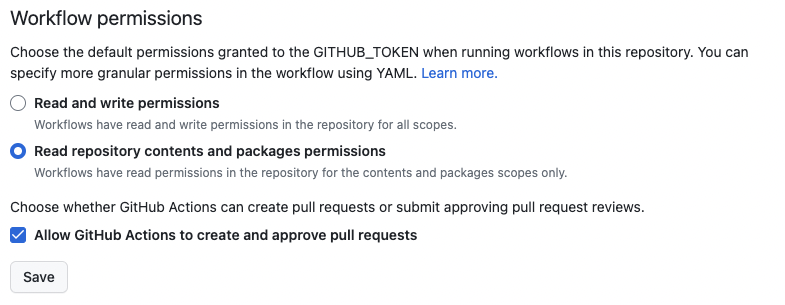 Workflow permissions
Choose the default permissions granted to the GITHUB_TOKEN when running workflows in this repository. You can
specify more granular permissions in the workflow using YAML. Learn more.
Read and write permissions
Workflows have read and write permissions in the repository for all scopes.
Read repository contents and packages permissions
Workflows have read permissions in the repository for the contents and packages scopes only.
Choose whether GitHub Actions can create pull requests or submit approving pull request reviews.
Allow GitHub Actions to create and approve pull requests
Save